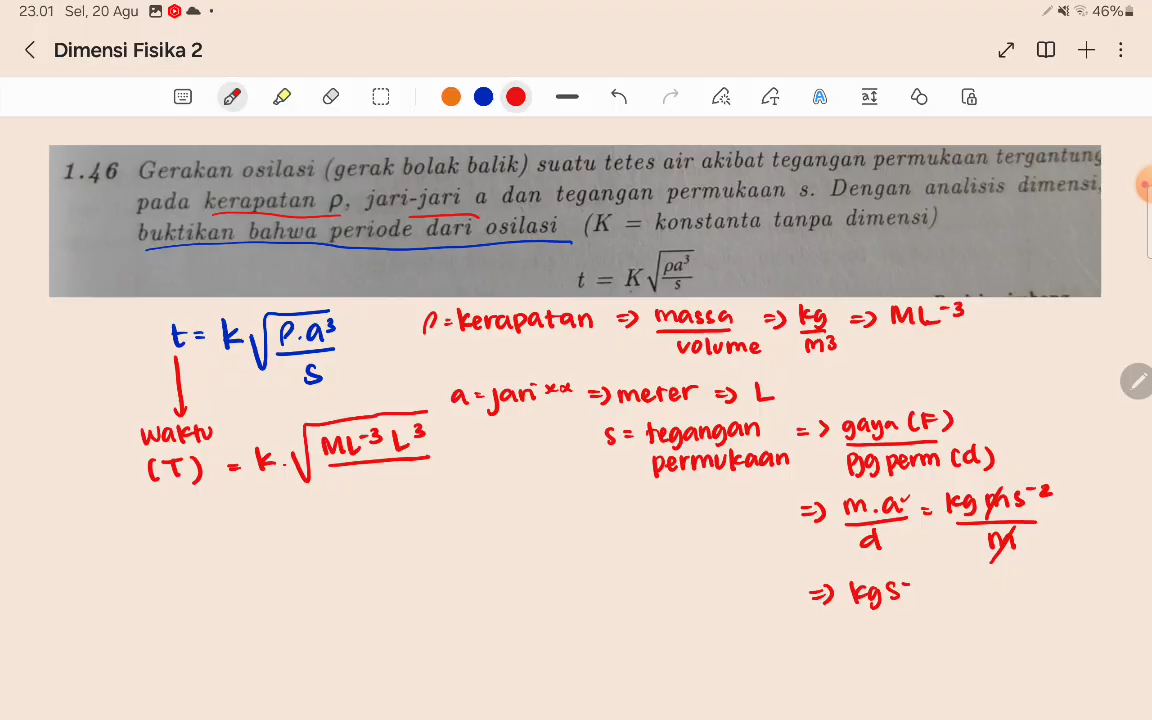 23.01 Sel, 20 Agu
46%
Dimensi Fisika 2
1.46 Gerakan osilasi (gerak bolak balik) suatu tetes air akibat tegangan permukaan tergantung
pada kerapatan ρ, jari-jari a dan tegangan permukaan s. Dengan analisis dimensi,
buktikan bahwa periode dari osilasi (K = konstanta tanpa dimensi)
t = K√(ρa³/s)
t = k√(ρ.a³/s)
ρ = kerapatan => massa/volume => kg/m³ => ML⁻³
a = jari => meter => L
waktu
(T) = k.√(ML⁻³ L³
s = tegangan permukaan => gaya (F)/pjg perm (d)
=> m.a/d = kg m s⁻²/m
=> kg s⁻